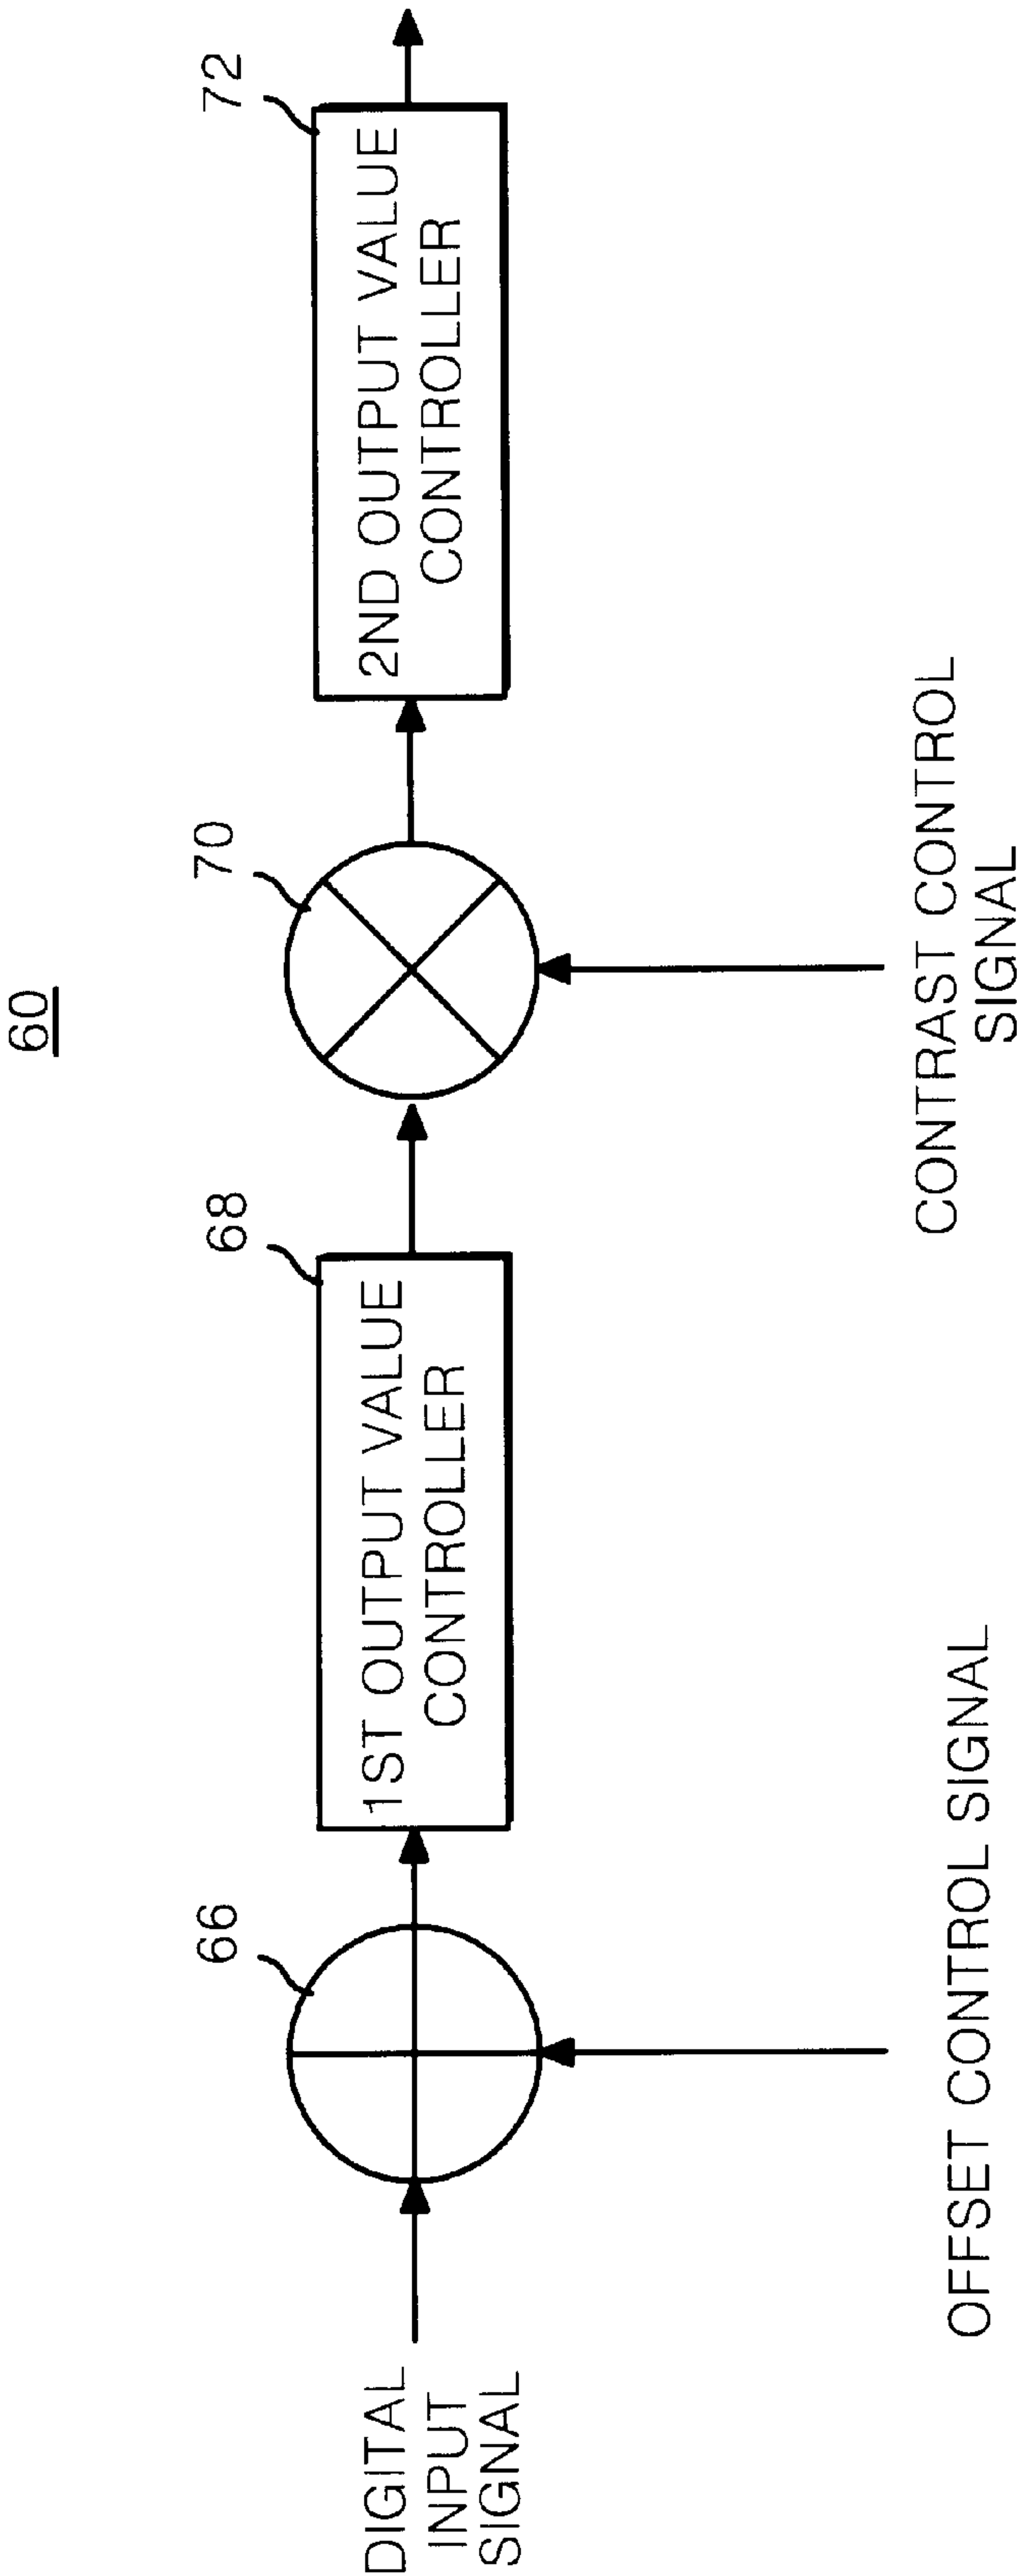 60
66
68
70
72
DIGITAL
INPUT
SIGNAL
1ST OUTPUT VALUE
CONTROLLER
2ND OUTPUT VALUE
CONTROLLER
OFFSET CONTROL SIGNAL
CONTRAST CONTROL
SIGNAL